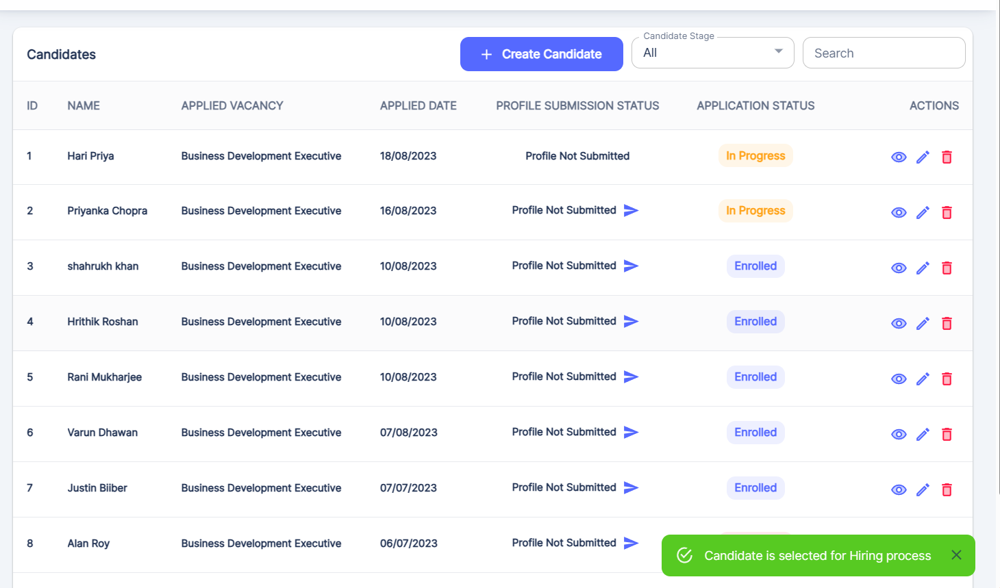 Candidates
+ Create Candidate
Candidate Stage
All
Search
ID NAME APPLIED VACANCY APPLIED DATE PROFILE SUBMISSION STATUS APPLICATION STATUS ACTIONS
1 Hari Priya Business Development Executive 18/08/2023 Profile Not Submitted In Progress
2 Priyanka Chopra Business Development Executive 16/08/2023 Profile Not Submitted In Progress
3 shahrukh khan Business Development Executive 10/08/2023 Profile Not Submitted Enrolled
4 Hrithik Roshan Business Development Executive 10/08/2023 Profile Not Submitted Enrolled
5 Rani Mukharjee Business Development Executive 10/08/2023 Profile Not Submitted Enrolled
6 Varun Dhawan Business Development Executive 07/08/2023 Profile Not Submitted Enrolled
7 Justin Biiber Business Development Executive 07/07/2023 Profile Not Submitted Enrolled
8 Alan Roy Business Development Executive 06/07/2023 Profile Not Submitted
Candidate is selected for Hiring process